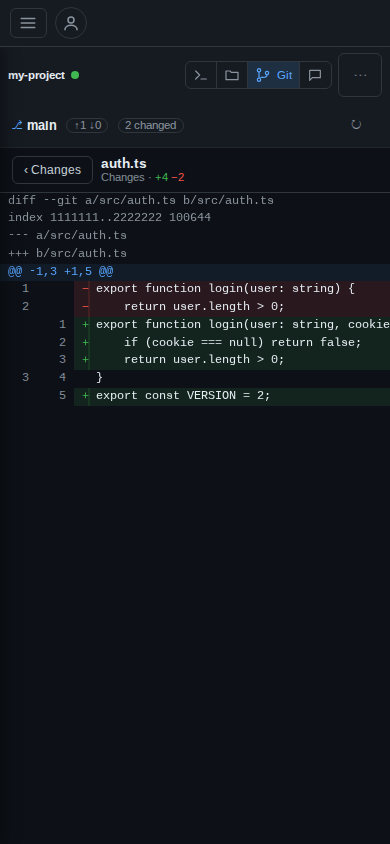 my-project
Git
...
main
↑1 ↓0
2 changed
‹ Changes
auth.ts
Changes · +4 −2
diff --git a/src/auth.ts b/src/auth.ts
index 1111111..2222222 100644
--- a/src/auth.ts
+++ b/src/auth.ts
@@ -1,3 +1,5 @@
1 − export function login(user: string) {
2 −     return user.length > 0;
1 + export function login(user: string, cookie
2 +     if (cookie === null) return false;
3 +     return user.length > 0;
3 4 }
5 + export const VERSION = 2;